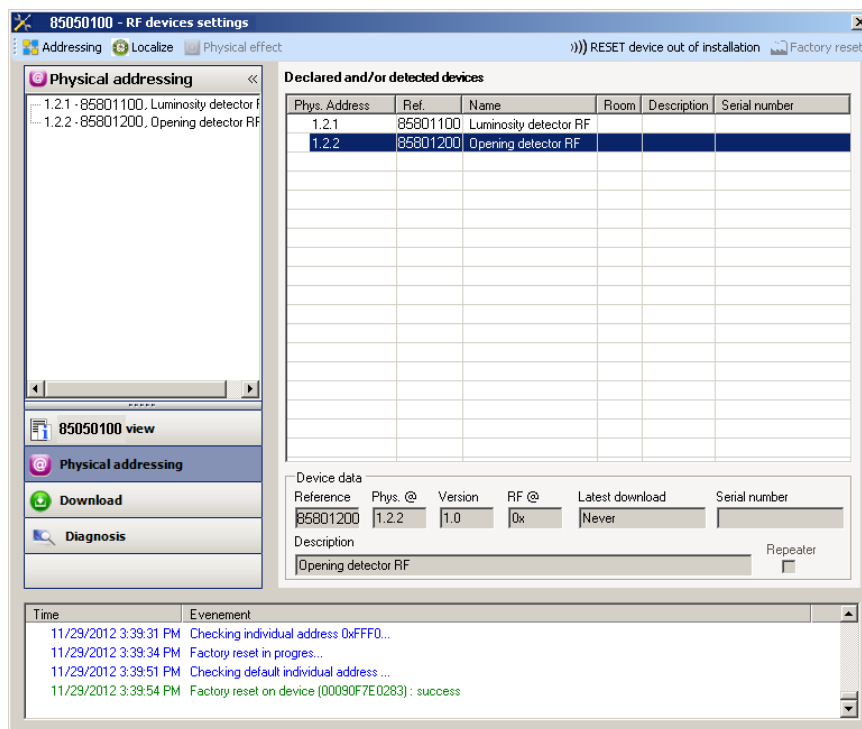 85050100 - RF devices settings
Addressing Localize Physical effect RESET device out of installation Factory reset
Physical addressing
1.2.1 - 85801100, Luminosity detector
1.2.2 - 85801200, Opening detector RF
85050100 view
Physical addressing
Download
Diagnosis
Declared and/or detected devices
Phys. Address Ref. Name Room Description Serial number
1.2.1 85801100 Luminosity detector RF
1.2.2 85801200 Opening detector RF
Device data
Reference Phys. @ Version RF @ Latest download Serial number
85801200 1.2.2 1.0 0x Never
Description
Opening detector RF
Repeater
Time Evenement
11/29/2012 3:39:31 PM Checking individual address 0xFFF0...
11/29/2012 3:39:34 PM Factory reset in progres...
11/29/2012 3:39:51 PM Checking default individual address ...
11/29/2012 3:39:54 PM Factory reset on device (00090F7E0283) : success